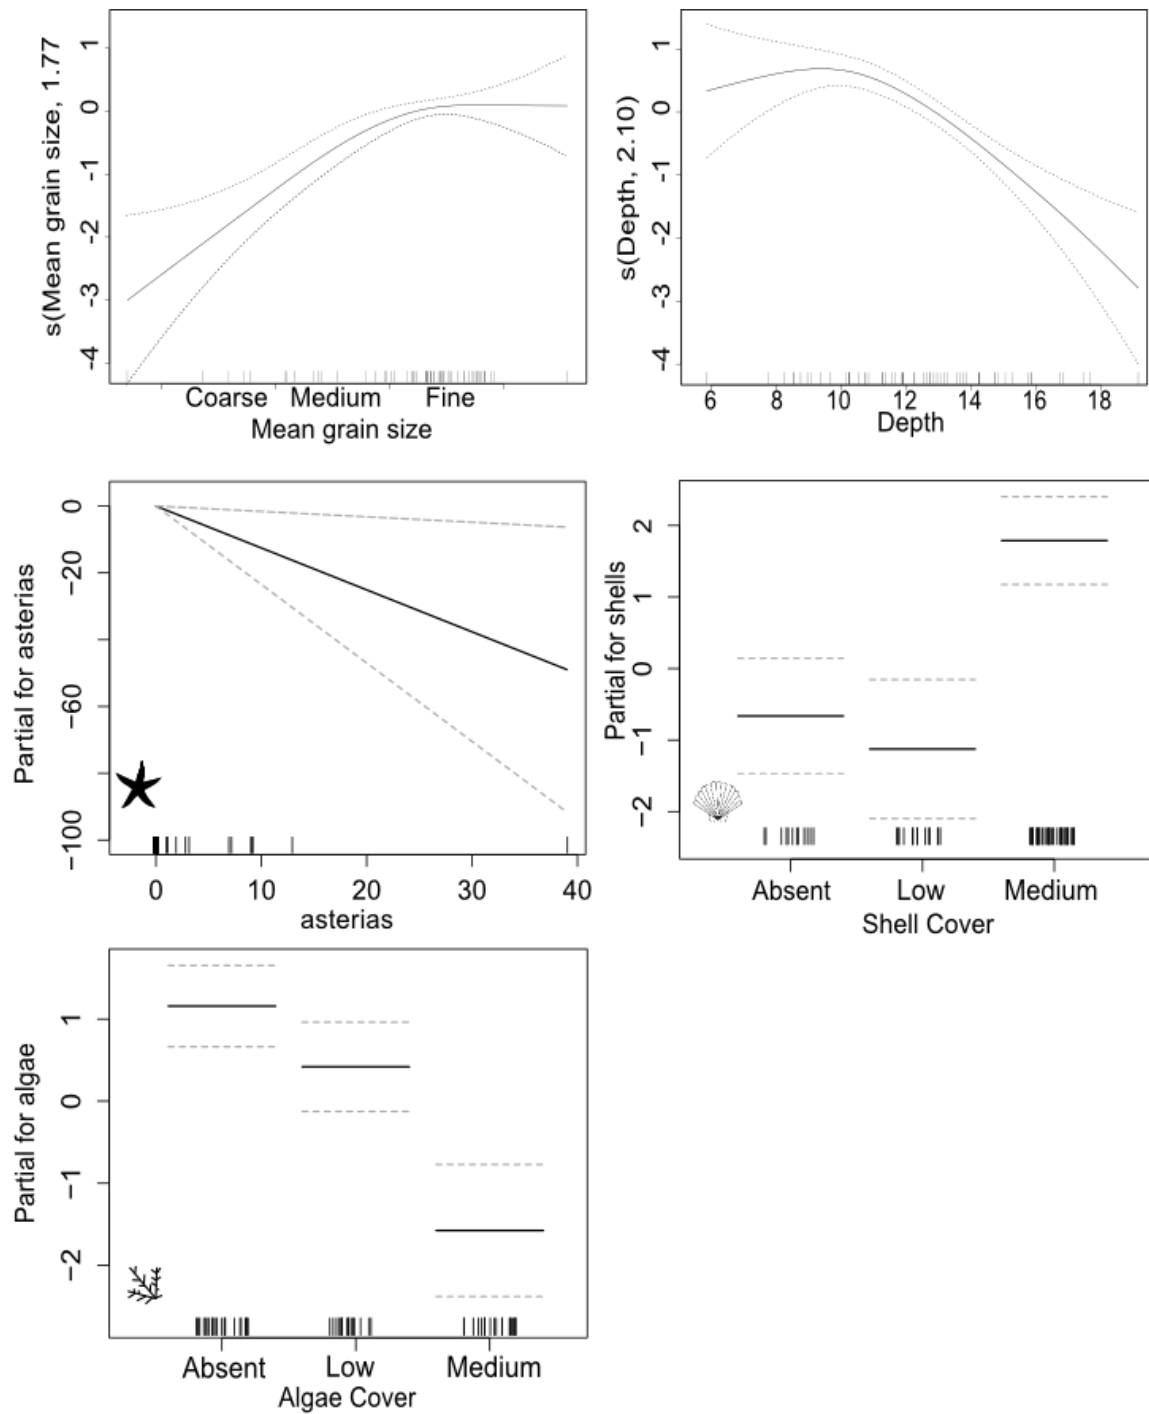 s(Mean grain size, 1.77
1
0
-1
-2
-3
-4
Coarse Medium Fine
Mean grain size
s(Depth, 2.10)
1
0
-1
-2
-3
-4
6 8 10 12 14 16 18
Depth
Partial for asterias
0
-20
-60
-100
0 10 20 30 40
asterias
Partial for shells
2
1
0
-1
-2
Absent Low Medium
Shell Cover
Partial for algae
1
0
-1
-2
Absent Low Medium
Algae Cover